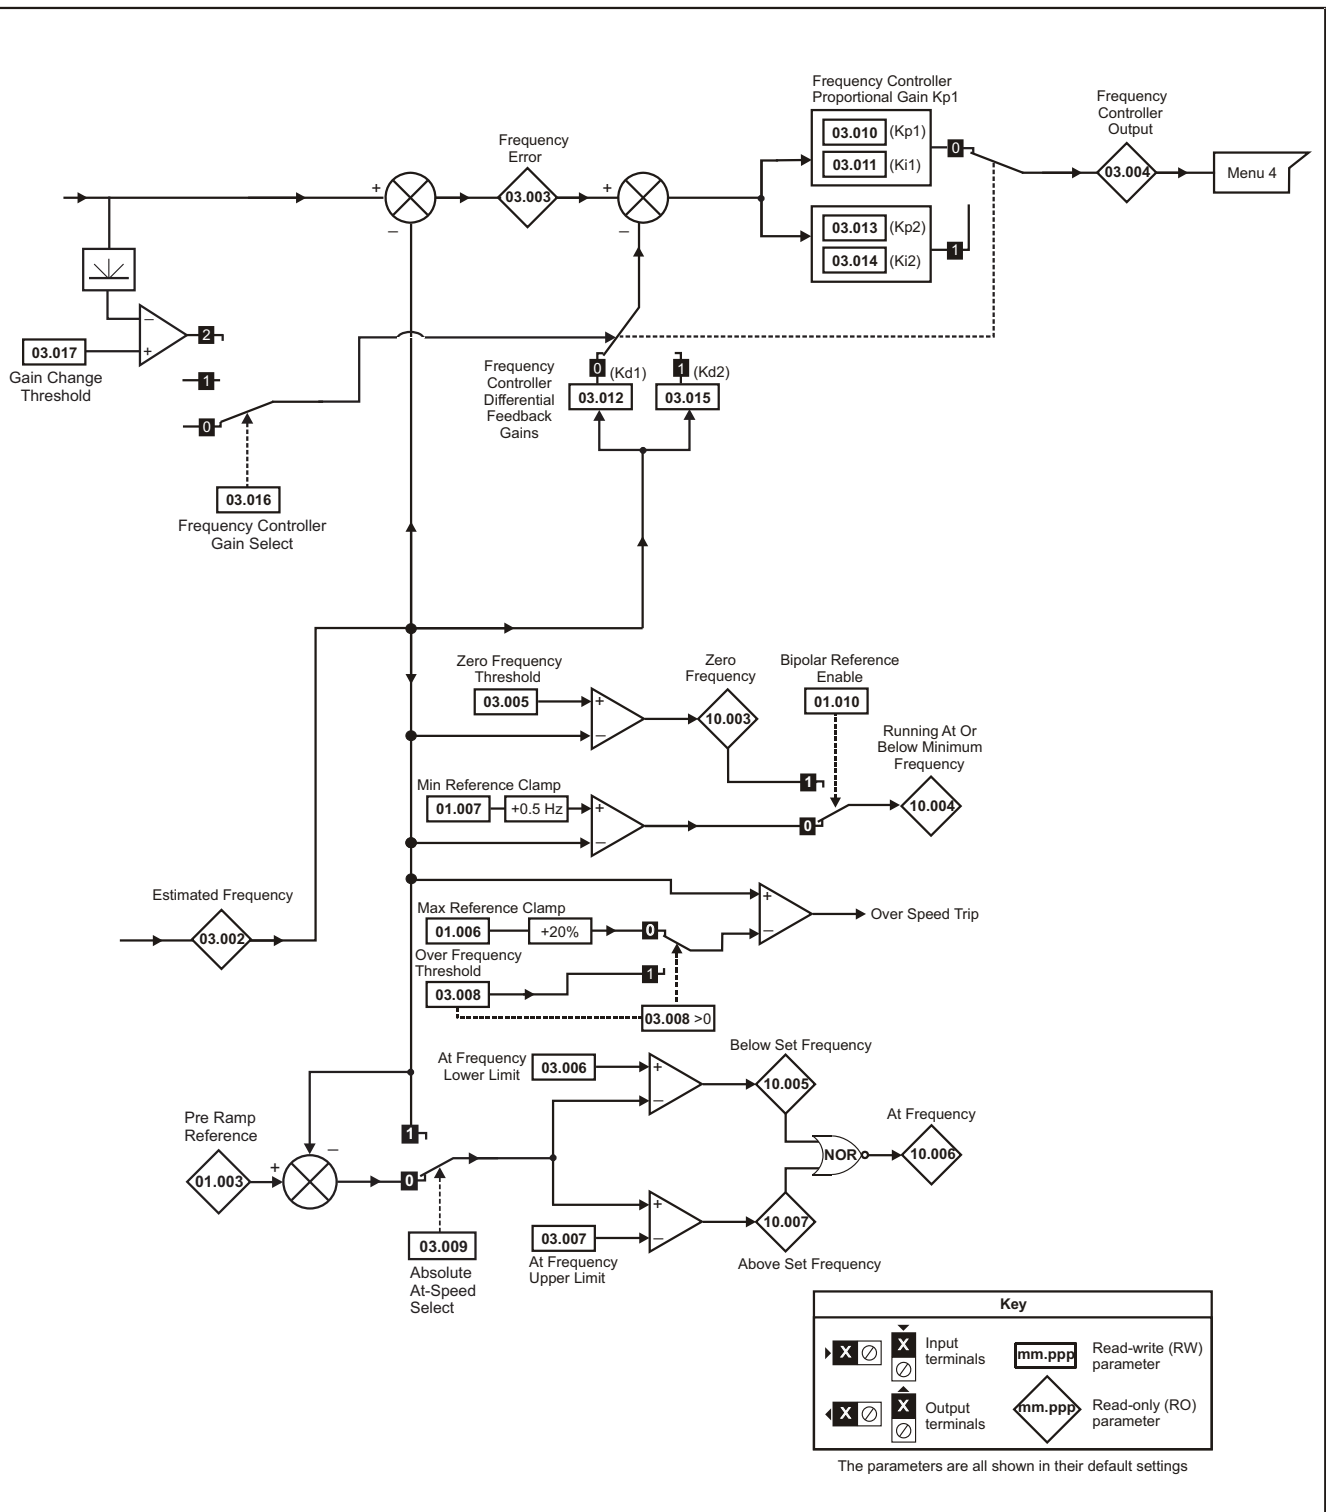 Frequency Controller
Proportional Gain Kp1
03.010 (Kp1)
03.011 (Ki1)
0
03.013 (Kp2)
03.014 (Ki2)
1
Frequency
Controller
Output
03.004
Menu 4
Frequency
Error
03.003
+
−
+
−
−
+
2
03.017
Gain Change
Threshold
1
0
03.016
Frequency Controller
Gain Select
Frequency
Controller
Differential
Feedback
Gains
0 (Kd1)
03.012
1 (Kd2)
03.015
Zero Frequency
Threshold
03.005
+
−
Zero
Frequency
10.003
Bipolar Reference
Enable
01.010
1
Running At Or
Below Minimum
Frequency
10.004
Min Reference Clamp
01.007
+0.5 Hz
+
−
0
Estimated Frequency
03.002
Max Reference Clamp
01.006
+20%
0
+
−
Over Speed Trip
Over Frequency
Threshold
03.008
1
03.008 >0
At Frequency
Lower Limit
03.006
+
−
Below Set Frequency
10.005
Pre Ramp
Reference
01.003
+
−
1
0
03.009
Absolute
At-Speed
Select
NOR
At Frequency
10.006
03.007
At Frequency
Upper Limit
+
−
10.007
Above Set Frequency
Key
X
X
Input
terminals
mm.ppp
Read-write (RW)
parameter
X
X
Output
terminals
mm.ppp
Read-only (RO)
parameter
The parameters are all shown in their default settings